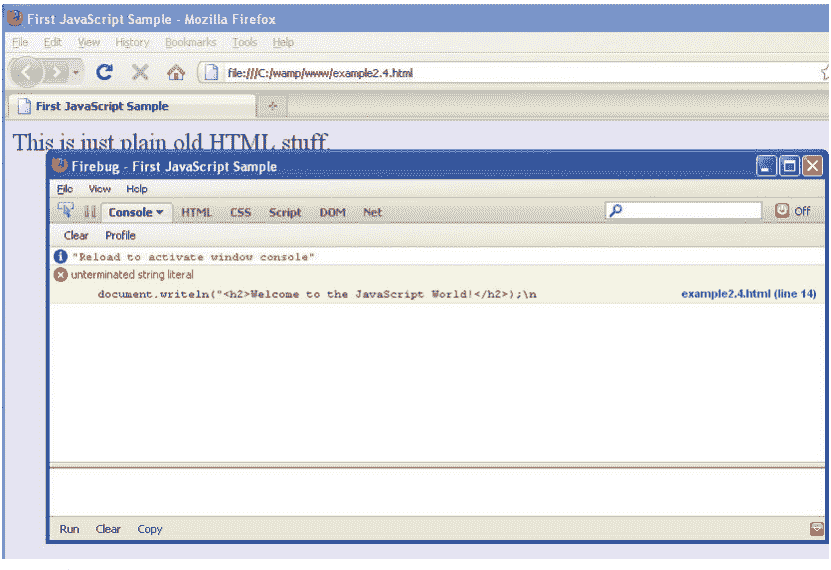 First JavaScript Sample - Mozilla Firefox
File Edit View History Bookmarks Tools Help
file:///C:/wamp/www/example2.4.html
First JavaScript Sample
This is just plain old HTML stuff.
Firebug - First JavaScript Sample
File View Help
Console HTML CSS Script DOM Net Off
Clear Profile
"Reload to activate window console"
unterminated string literal
document.writeln("<h2>Welcome to the JavaScript World!</h2>);\n example2.4.html (line 14)
Run Clear Copy